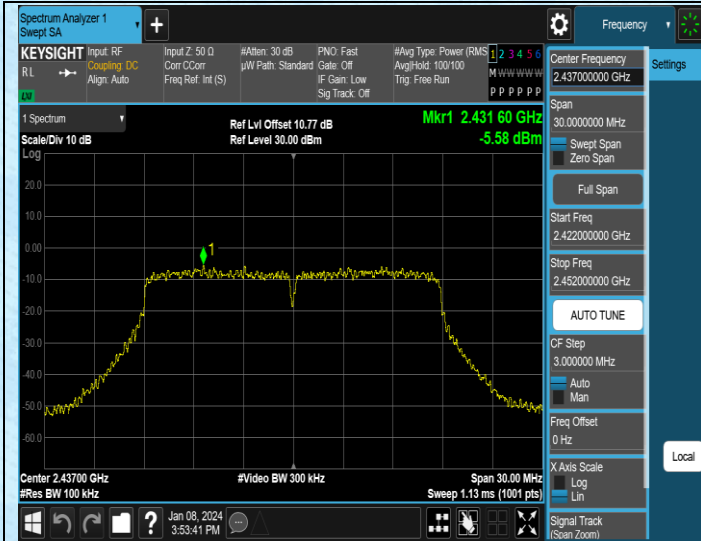 Spectrum Analyzer 1
Swept SA
Frequency
KEYSIGHT
RL
LXI
Input: RF
Coupling: DC
Align: Auto
Input Z: 50 Ω
Corr CCorr
Freq Ref: Int (S)
#Atten: 30 dB
µW Path: Standard
PNO: Fast
Gate: Off
IF Gain: Low
Sig Track: Off
#Avg Type: Power (RMS
Avg|Hold: 100/100
Trig: Free Run
1 2 3 4 5 6
M W W W W W
P P P P P P
1 Spectrum
Scale/Div 10 dB
Ref Lvl Offset 10.77 dB
Ref Level 30.00 dBm
Mkr1 2.431 60 GHz
-5.58 dBm
Log
20.0
10.0
0.00
-10.0
-20.0
-30.0
-40.0
-50.0
-60.0
1
Center 2.43700 GHz
#Res BW 100 kHz
#Video BW 300 kHz
Span 30.00 MHz
Sweep 1.13 ms (1001 pts)
Jan 08, 2024
3:53:41 PM
Center Frequency
2.437000000 GHz
Span
30.0000000 MHz
Swept Span
Zero Span
Full Span
Start Freq
2.422000000 GHz
Stop Freq
2.452000000 GHz
AUTO TUNE
CF Step
3.000000 MHz
Auto
Man
Freq Offset
0 Hz
X Axis Scale
Log
Lin
Signal Track
(Span Zoom)
Settings
Local